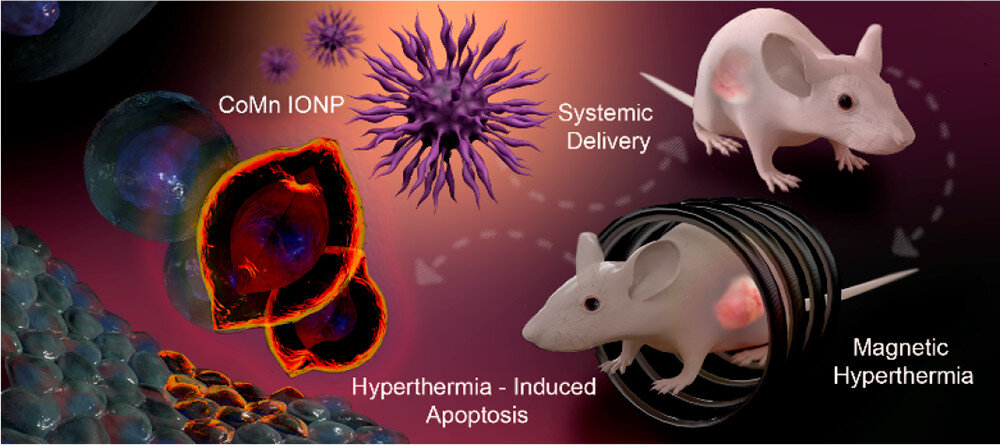 CoMn IONP
Systemic
Delivery
Magnetic
Hyperthermia
Hyperthermia - Induced
Apoptosis